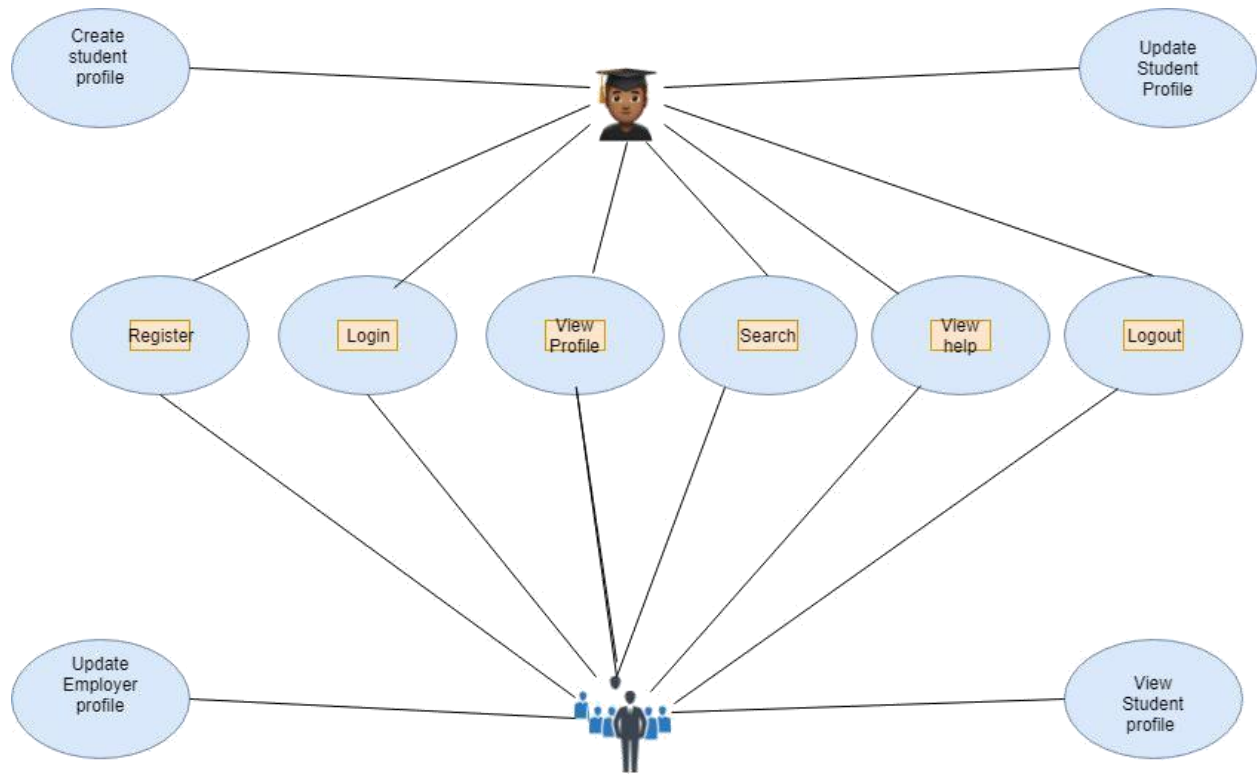 Create
student
profile
Update
Student
Profile
Register
Login
View
Profile
Search
View
help
Logout
Update
Employer
profile
View
Student
profile